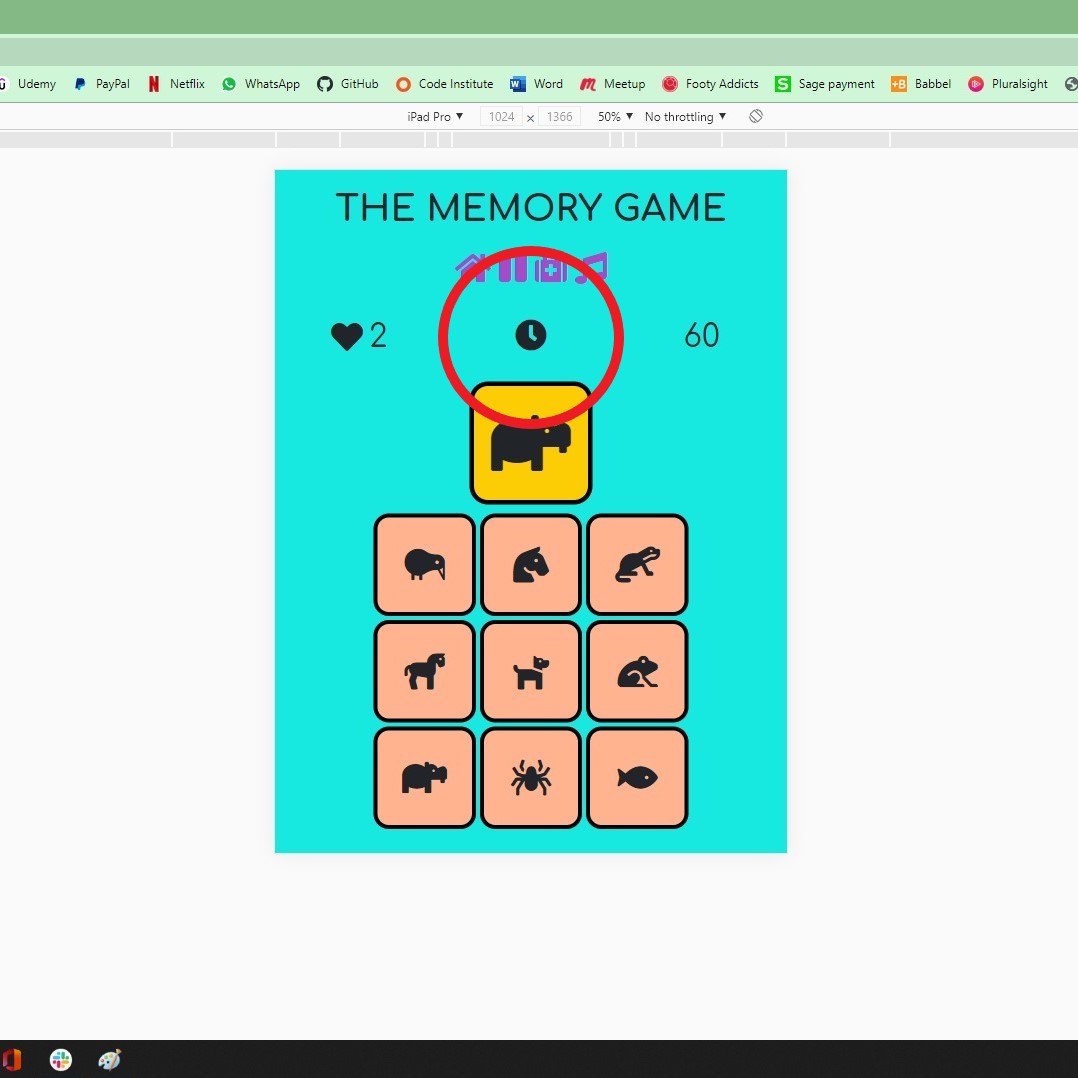 Udemy PayPal Netflix WhatsApp GitHub Code Institute Word Meetup Footy Addicts Sage payment Babbel Pluralsight
iPad Pro ▼ 1024 x 1366 50% ▼ No throttling ▼
THE MEMORY GAME
2 60